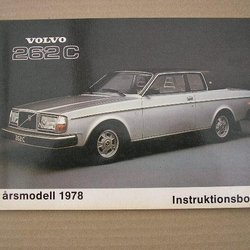 VOLVO
262 C
årsmodell 1978
Instruktionsbo